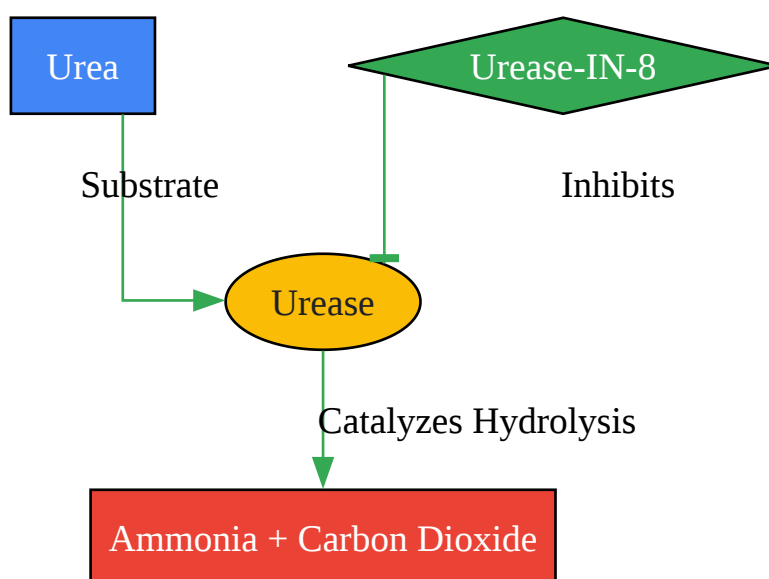 Urea
Urease-IN-8
Substrate
Inhibits
Urease
Catalyzes Hydrolysis
Ammonia + Carbon Dioxide